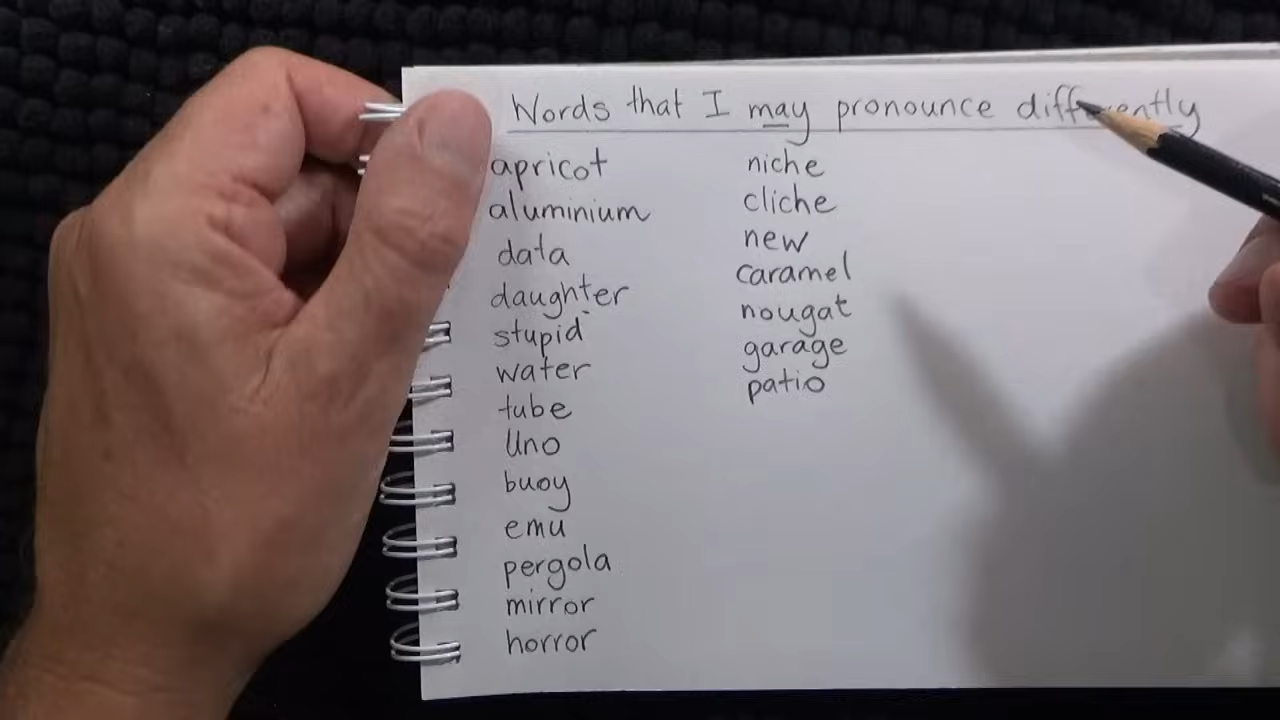 Words that I may pronounce differently
apricot
aluminium
data
daughter
stupid
water
tube
Uno
buoy
emu
pergola
mirror
horror
niche
cliche
new
caramel
nougat
garage
patio